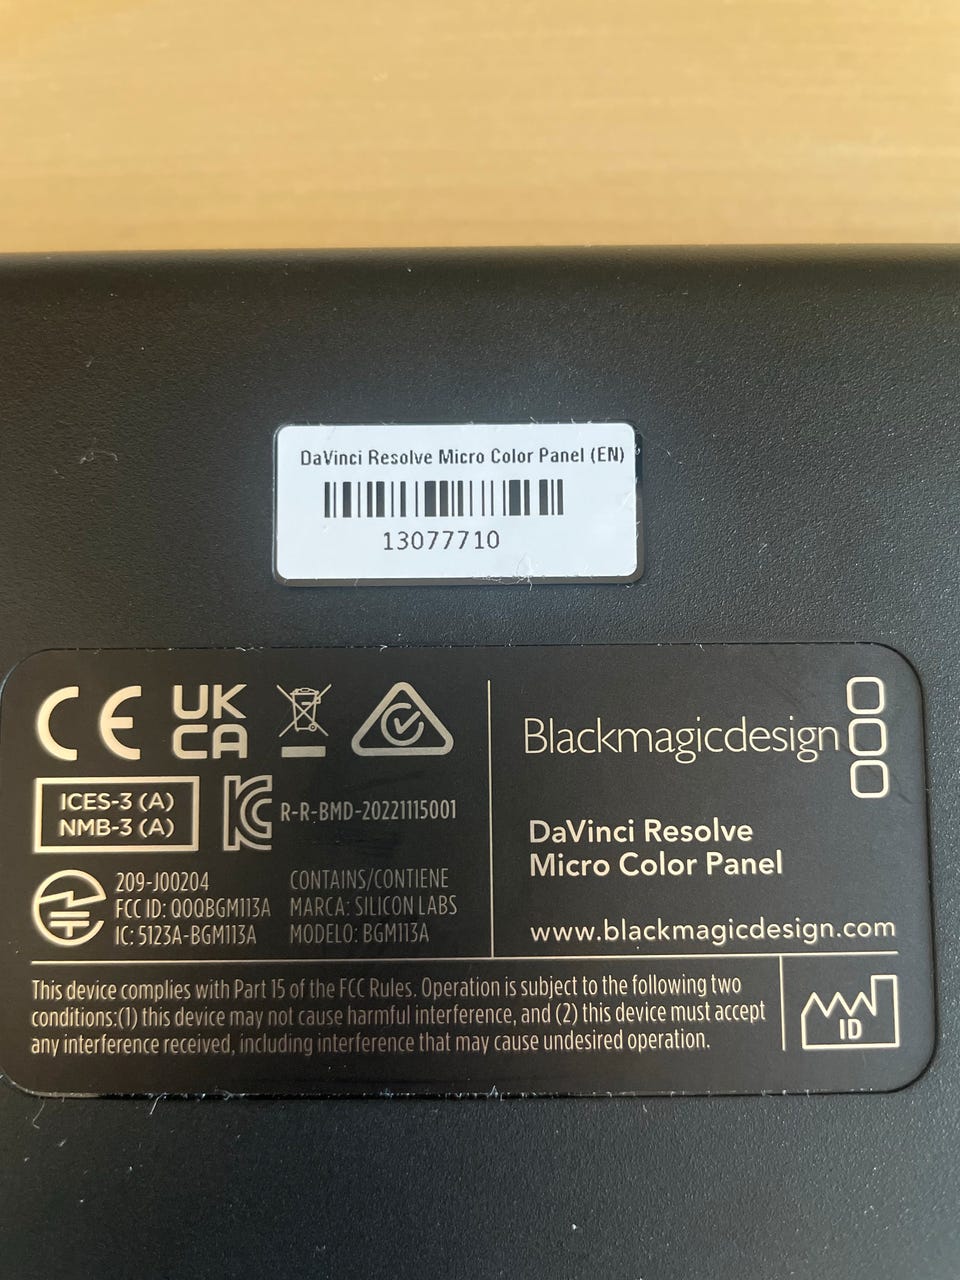 DaVinci Resolve Micro Color Panel (EN)
13077710
CE
UK
CA
ICES-3 (A)
NMB-3 (A)
R-R-BMD-20221115001
209-J00204
FCC ID: QOQBGM113A
IC: 5123A-BGM113A
CONTAINS/CONTIENE
MARCA: SILICON LABS
MODELO: BGM113A
Blackmagicdesign
DaVinci Resolve
Micro Color Panel
www.blackmagicdesign.com
This device complies with Part 15 of the FCC Rules. Operation is subject to the following two
conditions:(1) this device may not cause harmful interference, and (2) this device must accept
any interference received, including interference that may cause undesired operation.
ID